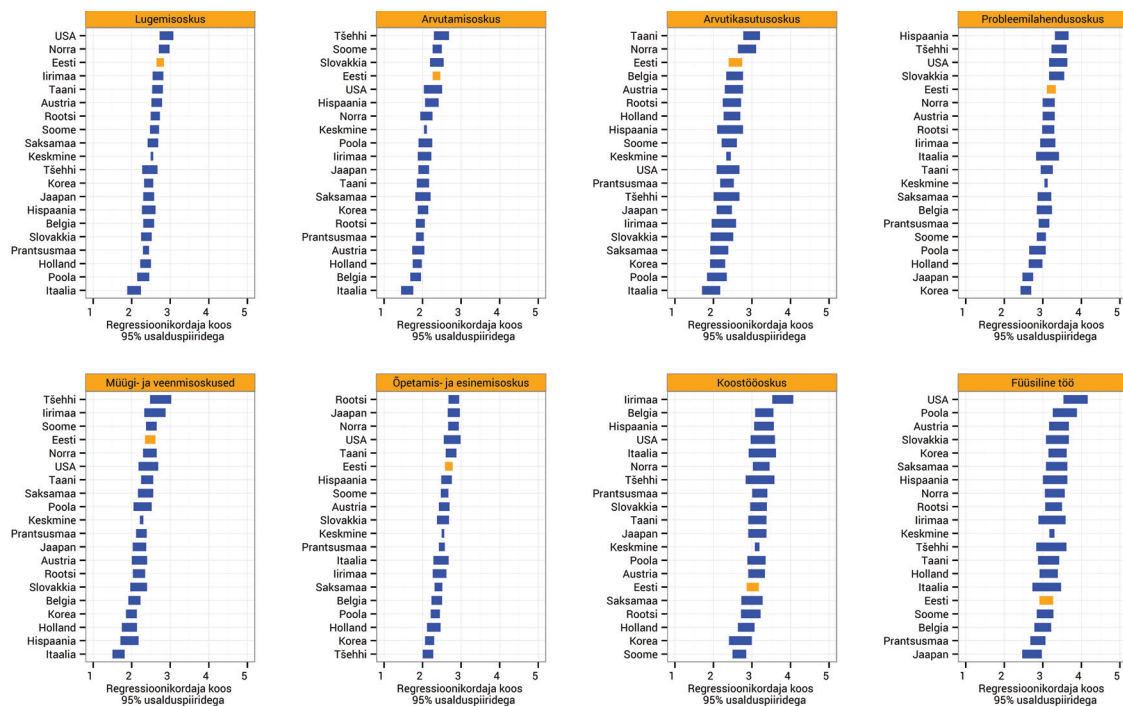 Lugemisoskus
USA
Norra
Eesti
Iirimaa
Taani
Austria
Rootsi
Soome
Saksamaa
Keskmine
Tšehhi
Korea
Jaapan
Hispaania
Belgia
Slovakkia
Prantsusmaa
Holland
Poola
Itaalia
1 2 3 4 5
Regressioonikordaja koos
95% usalduspiiridega
Arvutamisoskus
Tšehhi
Soome
Slovakkia
Eesti
USA
Hispaania
Norra
Keskmine
Poola
Iirimaa
Jaapan
Taani
Saksamaa
Korea
Rootsi
Prantsusmaa
Austria
Holland
Belgia
Itaalia
1 2 3 4 5
Regressioonikordaja koos
95% usalduspiiridega
Arvutikasutusoskus
Taani
Norra
Eesti
Belgia
Austria
Rootsi
Holland
Hispaania
Soome
Keskmine
USA
Prantsusmaa
Tšehhi
Jaapan
Iirimaa
Slovakkia
Saksamaa
Korea
Poola
Itaalia
1 2 3 4 5
Regressioonikordaja koos
95% usalduspiiridega
Probleemilahendusoskus
Hispaania
Tšehhi
USA
Slovakkia
Eesti
Norra
Austria
Rootsi
Iirimaa
Itaalia
Taani
Keskmine
Saksamaa
Belgia
Prantsusmaa
Soome
Poola
Holland
Jaapan
Korea
1 2 3 4 5
Regressioonikordaja koos
95% usalduspiiridega
Müügi- ja veenmisoskused
Tšehhi
Iirimaa
Soome
Eesti
Norra
USA
Taani
Saksamaa
Poola
Keskmine
Prantsusmaa
Jaapan
Austria
Rootsi
Slovakkia
Belgia
Korea
Holland
Hispaania
Itaalia
1 2 3 4 5
Regressioonikordaja koos
95% usalduspiiridega
Õpetamis- ja esinemisoskus
Rootsi
Jaapan
Norra
USA
Taani
Eesti
Hispaania
Soome
Austria
Slovakkia
Keskmine
Prantsusmaa
Itaalia
Iirimaa
Saksamaa
Belgia
Poola
Holland
Korea
Tšehhi
1 2 3 4 5
Regressioonikordaja koos
95% usalduspiiridega
Koostööoskus
Iirimaa
Belgia
Hispaania
USA
Itaalia
Norra
Tšehhi
Prantsusmaa
Slovakkia
Taani
Jaapan
Keskmine
Poola
Austria
Eesti
Saksamaa
Rootsi
Holland
Korea
Soome
1 2 3 4 5
Regressioonikordaja koos
95% usalduspiiridega
Füüsiline töö
USA
Poola
Austria
Slovakkia
Korea
Saksamaa
Hispaania
Norra
Rootsi
Iirimaa
Keskmine
Tšehhi
Taani
Holland
Itaalia
Eesti
Soome
Belgia
Prantsusmaa
Jaapan
1 2 3 4 5
Regressioonikordaja koos
95% usalduspiiridega